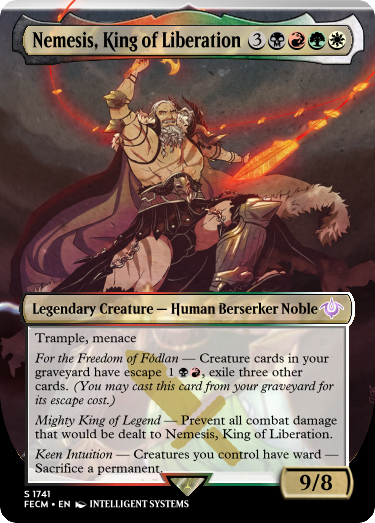 Nemesis, King of Liberation 3
Legendary Creature — Human Berserker Noble
Trample, menace
For the Freedom of Fódlan — Creature cards in your
graveyard have escape 1, exile three other
cards. (You may cast this card from your graveyard for
its escape cost.)
Mighty King of Legend — Prevent all combat damage
that would be dealt to Nemesis, King of Liberation.
Keen Intuition — Creatures you control have ward —
Sacrifice a permanent.
9/8
S 1741
FECM • EN INTELLIGENT SYSTEMS